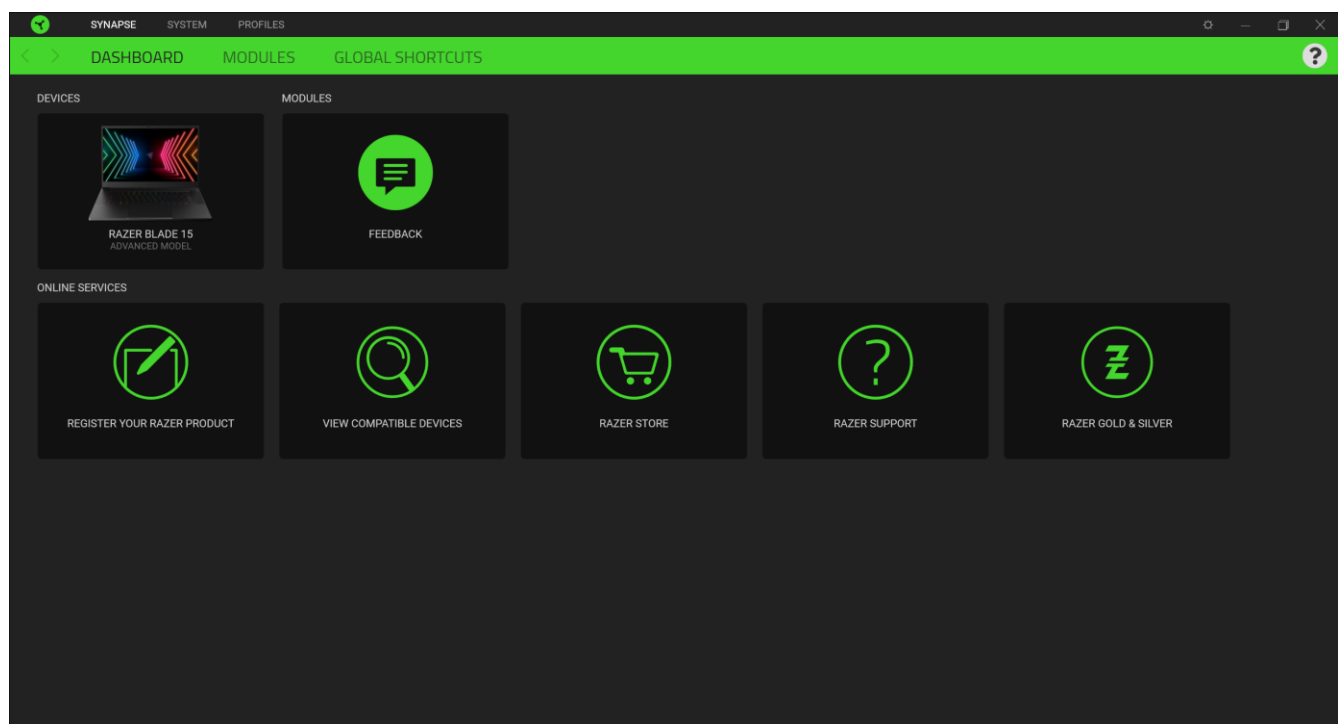 SYNAPSE SYSTEM PROFILES
DASHBOARD MODULES GLOBAL SHORTCUTS
DEVICES MODULES
RAZER BLADE 15
ADVANCED MODEL
FEEDBACK
ONLINE SERVICES
REGISTER YOUR RAZER PRODUCT
VIEW COMPATIBLE DEVICES
RAZER STORE
RAZER SUPPORT
RAZER GOLD & SILVER